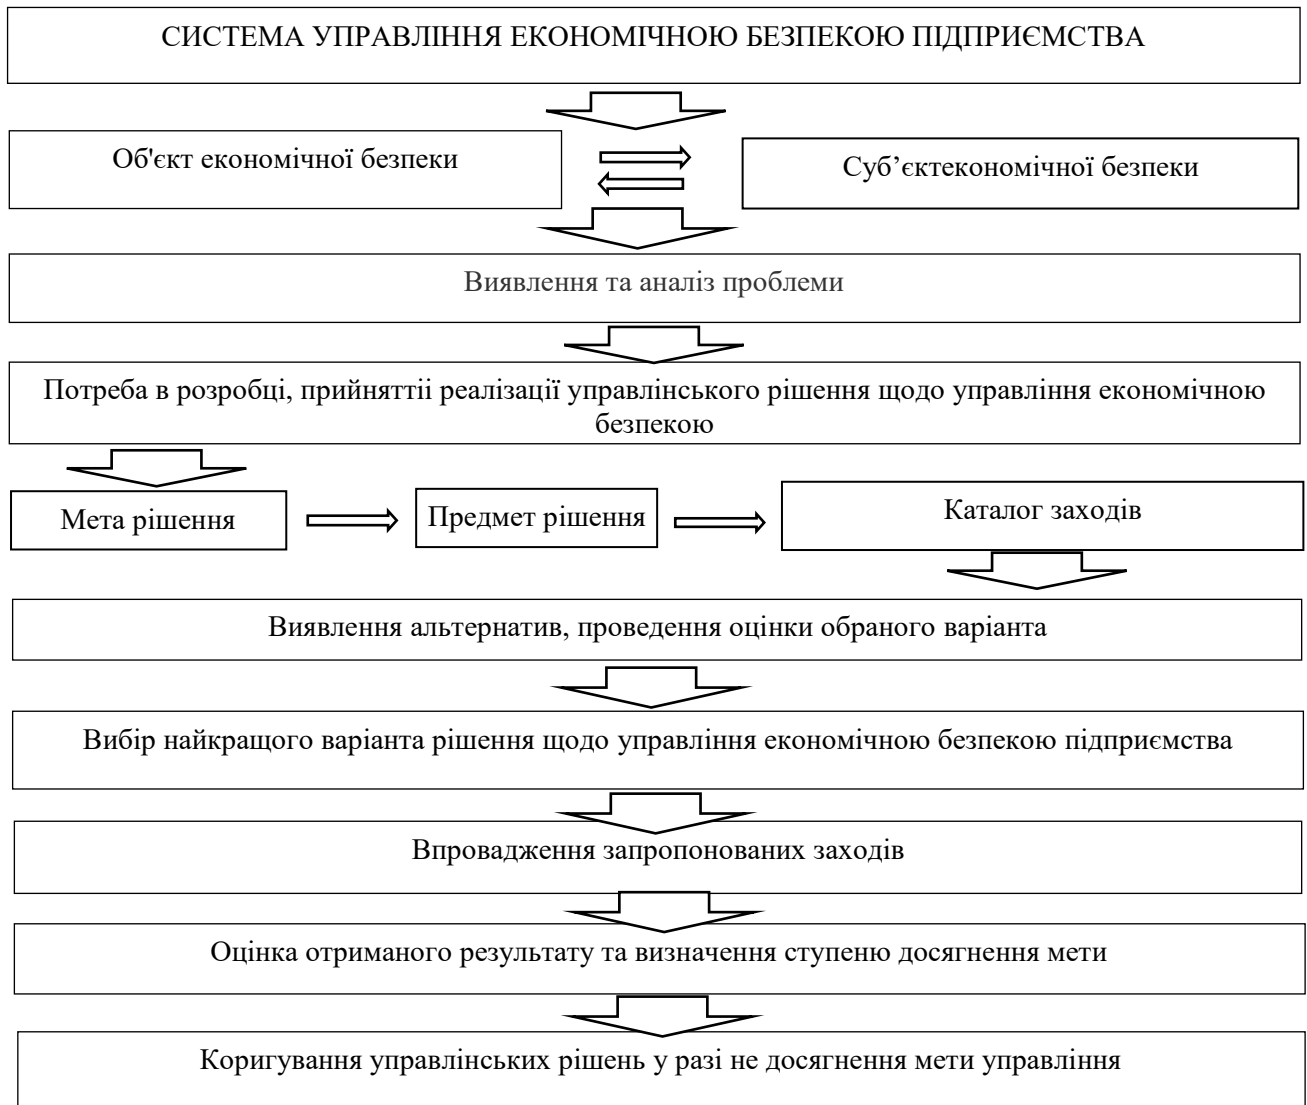 СИСТЕМА УПРАВЛІННЯ ЕКОНОМІЧНОЮ БЕЗПЕКОЮ ПІДПРИЄМСТВА
Об'єкт економічної безпеки
Суб’єктекономічної безпеки
Виявлення та аналіз проблеми
Потреба в розробці, прийняттіі реалізації управлінського рішення щодо управління економічною
безпекою
Мета рішення
Предмет рішення
Каталог заходів
Виявлення альтернатив, проведення оцінки обраного варіанта
Вибір найкращого варіанта рішення щодо управління економічною безпекою підприємства
Впровадження запропонованих заходів
Оцінка отриманого результату та визначення ступеню досягнення мети
Коригування управлінських рішень у разі не досягнення мети управління